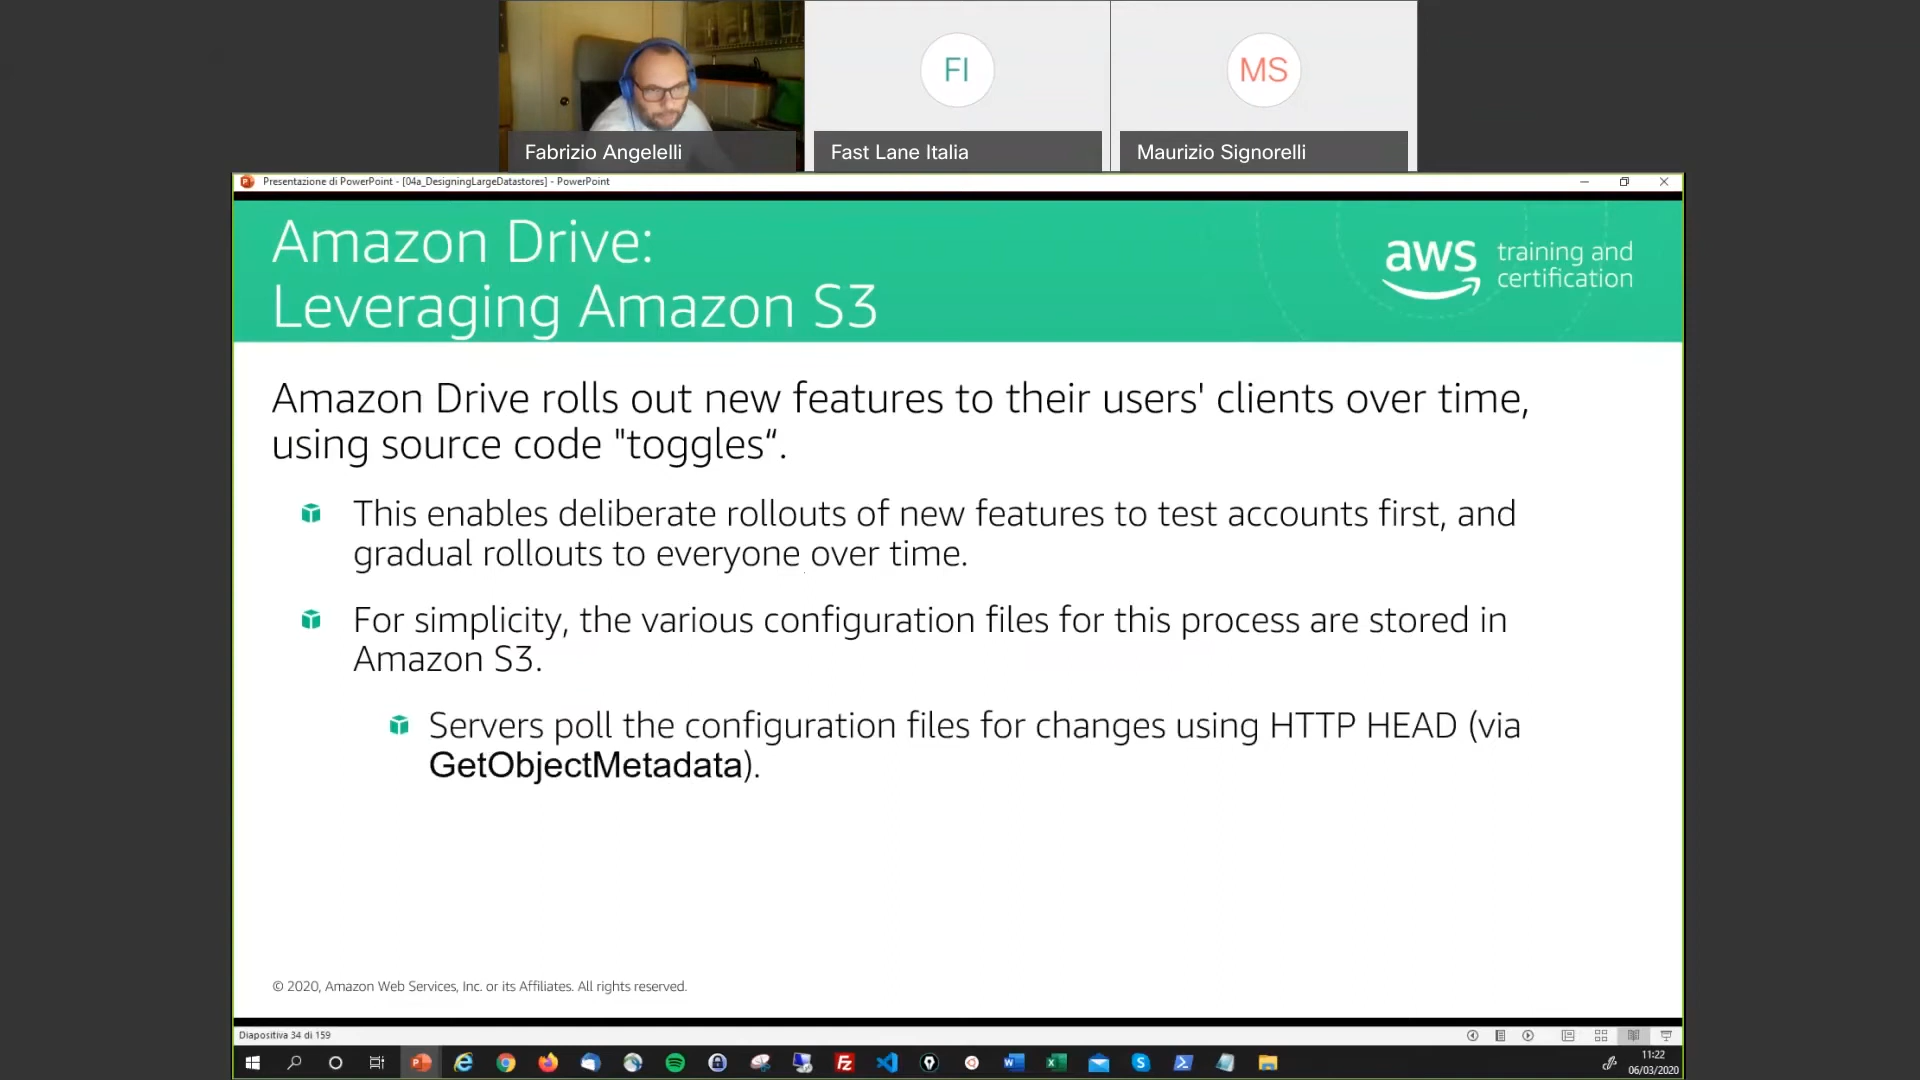 FI
MS
Fabrizio Angelelli
Fast Lane Italia
Maurizio Signorelli
Presentazione di PowerPoint - [04a_DesigningLargeDatastores] - PowerPoint
Amazon Drive:
Leveraging Amazon S3
aws training and
certification
Amazon Drive rolls out new features to their users' clients over time,
using source code "toggles“.
This enables deliberate rollouts of new features to test accounts first, and
gradual rollouts to everyone over time.
For simplicity, the various configuration files for this process are stored in
Amazon S3.
Servers poll the configuration files for changes using HTTP HEAD (via
GetObjectMetadata).
© 2020, Amazon Web Services, Inc. or its Affiliates. All rights reserved.
Diapositiva 34 di 159
11:22
06/03/2020